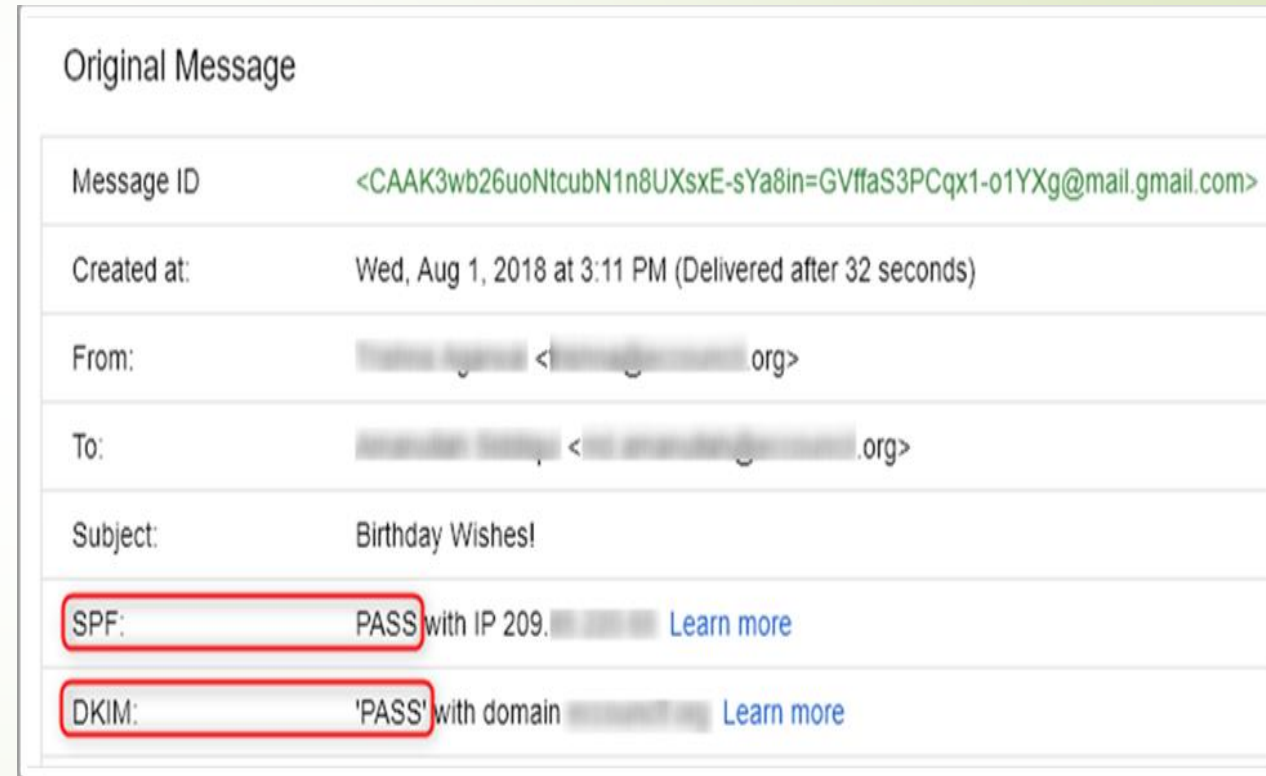 Original Message
Message ID <CAAK3wb26uoNtcubN1n8UXsxE-sYa8in=GVffaS3PCqx1-o1YXg@mail.gmail.com>
Created at: Wed, Aug 1, 2018 at 3:11 PM (Delivered after 32 seconds)
From: < .org>
To: < .org>
Subject: Birthday Wishes!
SPF: PASS with IP 209. Learn more
DKIM: 'PASS' with domain Learn more